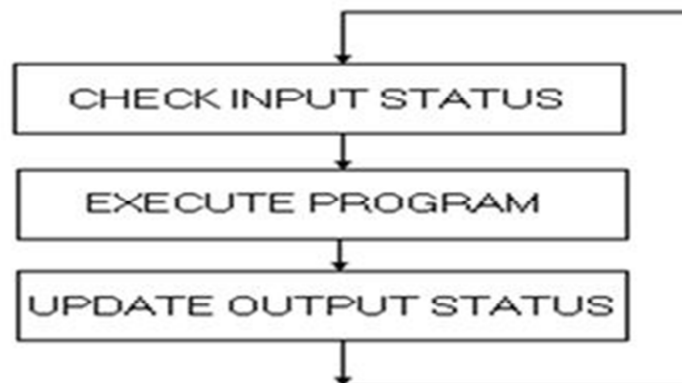 CHECK INPUT STATUS
EXECUTE PROGRAM
UPDATE OUTPUT STATUS